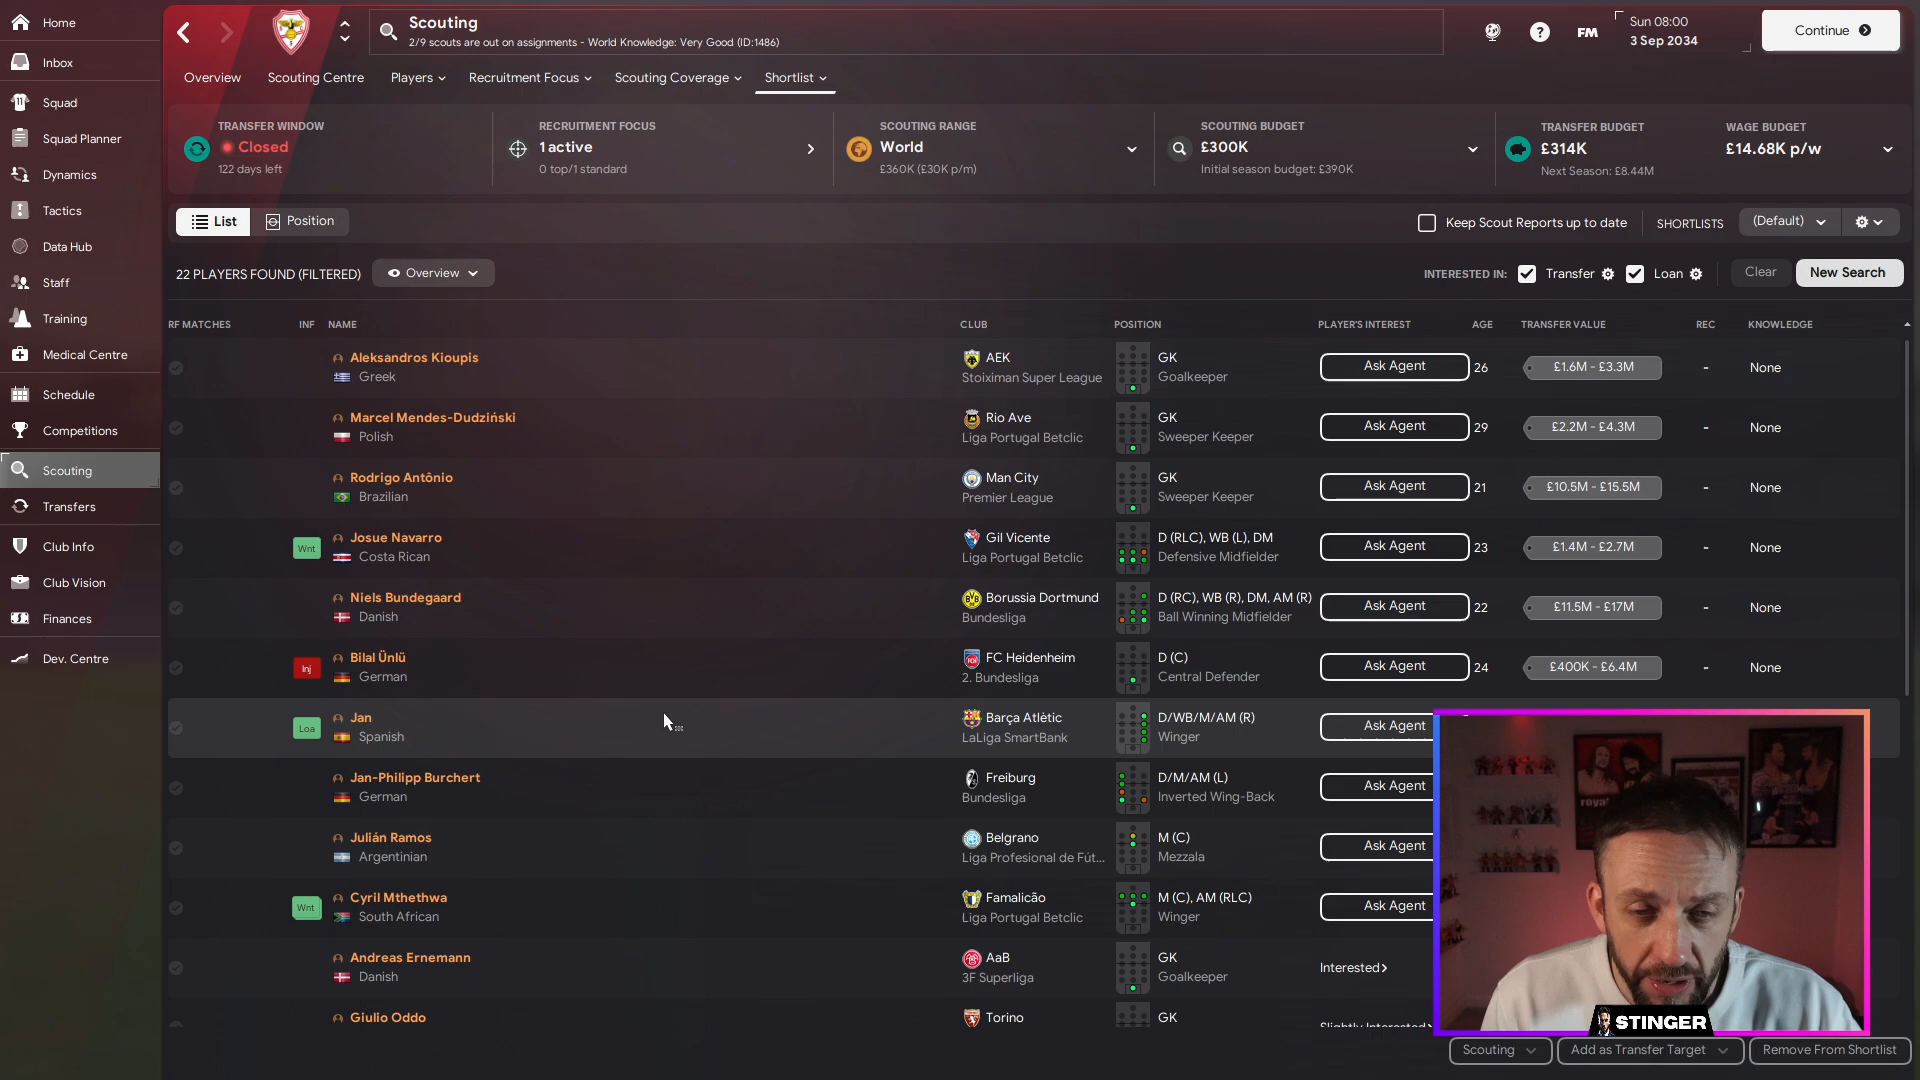 Home
Inbox
Squad
Squad Planner
Dynamics
Tactics
Data Hub
Staff
Training
Medical Centre
Schedule
Competitions
Scouting
Transfers
Club Info
Club Vision
Finances
Dev. Centre
Scouting
2/9 scouts are out on assignments - World Knowledge: Very Good (ID:1486)
FM
Sun 08:00
3 Sep 2034
Continue
Overview Scouting Centre Players Recruitment Focus Scouting Coverage Shortlist
TRANSFER WINDOW
Closed
122 days left
RECRUITMENT FOCUS
1 active
0 top/1 standard
SCOUTING RANGE
World
£360K (£30K p/m)
SCOUTING BUDGET
£300K
Initial season budget: £390K
TRANSFER BUDGET
£314K
Next Season: £8.44M
WAGE BUDGET
£14.68K p/w
List Position
Keep Scout Reports up to date SHORTLISTS (Default)
22 PLAYERS FOUND (FILTERED) Overview
INTERESTED IN: Transfer Loan Clear New Search
RF MATCHES INF NAME CLUB POSITION PLAYER'S INTEREST AGE TRANSFER VALUE REC KNOWLEDGE
Aleksandros Kioupis AEK GK
Greek Stoiximan Super League Goalkeeper
Ask Agent 26 £1.6M - £3.3M - None
Marcel Mendes-Dudziński Rio Ave GK
Polish Liga Portugal Betclic Sweeper Keeper
Ask Agent 29 £2.2M - £4.3M - None
Rodrigo Antônio Man City GK
Brazilian Premier League Sweeper Keeper
Ask Agent 21 £10.5M - £15.5M - None
Wnt Josue Navarro Gil Vicente D (RLC), WB (L), DM
Costa Rican Liga Portugal Betclic Defensive Midfielder
Ask Agent 23 £1.4M - £2.7M - None
Niels Bundegaard Borussia Dortmund D (RC), WB (R), DM, AM (R)
Danish Bundesliga Ball Winning Midfielder
Ask Agent 22 £11.5M - £17M - None
Inj Bilal Ünlü FC Heidenheim D (C)
German 2. Bundesliga Central Defender
Ask Agent 24 £400K - £6.4M - None
Loa Jan Barça Atlètic D/WB/M/AM (R)
Spanish LaLiga SmartBank Winger
Ask Agent
Jan-Philipp Burchert Freiburg D/M/AM (L)
German Bundesliga Inverted Wing-Back
Ask Agent
Julián Ramos Belgrano M (C)
Argentinian Liga Profesional de Fút... Mezzala
Ask Agent
Wnt Cyril Mthethwa Famalicão M (C), AM (RLC)
South African Liga Portugal Betclic Winger
Ask Agent
Andreas Ernemann AaB GK
Danish 3F Superliga Goalkeeper
Interested
Giulio Oddo Torino GK
Slightly Interested
STINGER
Scouting Add as Transfer Target Remove From Shortlist